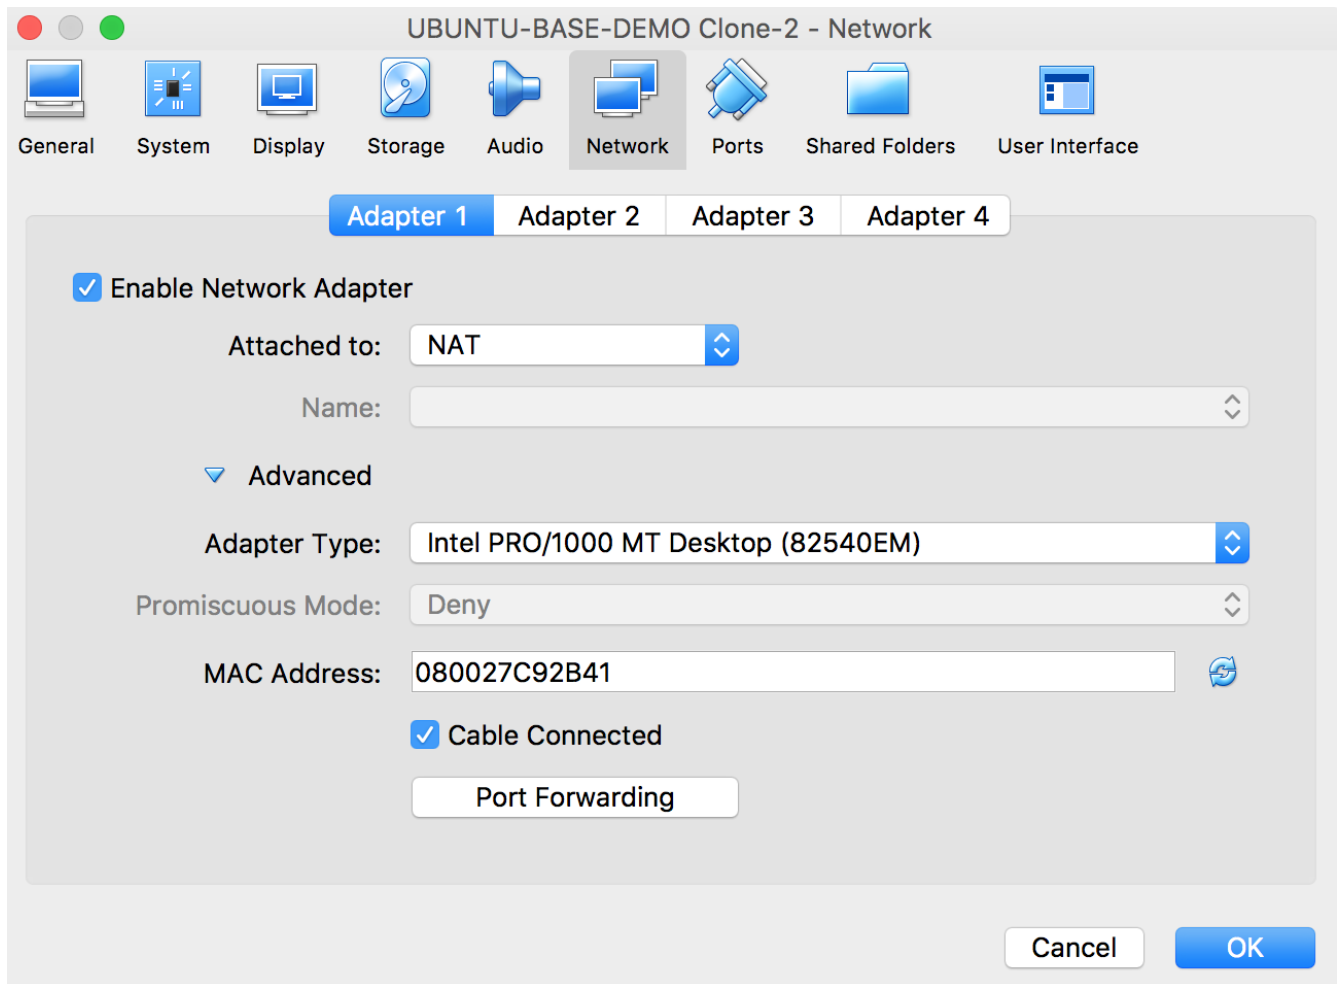 UBUNTU-BASE-DEMO Clone-2 - Network
General System Display Storage Audio Network Ports Shared Folders User Interface
Adapter 1 Adapter 2 Adapter 3 Adapter 4
Enable Network Adapter
Attached to: NAT
Name:
Advanced
Adapter Type: Intel PRO/1000 MT Desktop (82540EM)
Promiscuous Mode: Deny
MAC Address: 080027C92B41
Cable Connected
Port Forwarding
Cancel OK